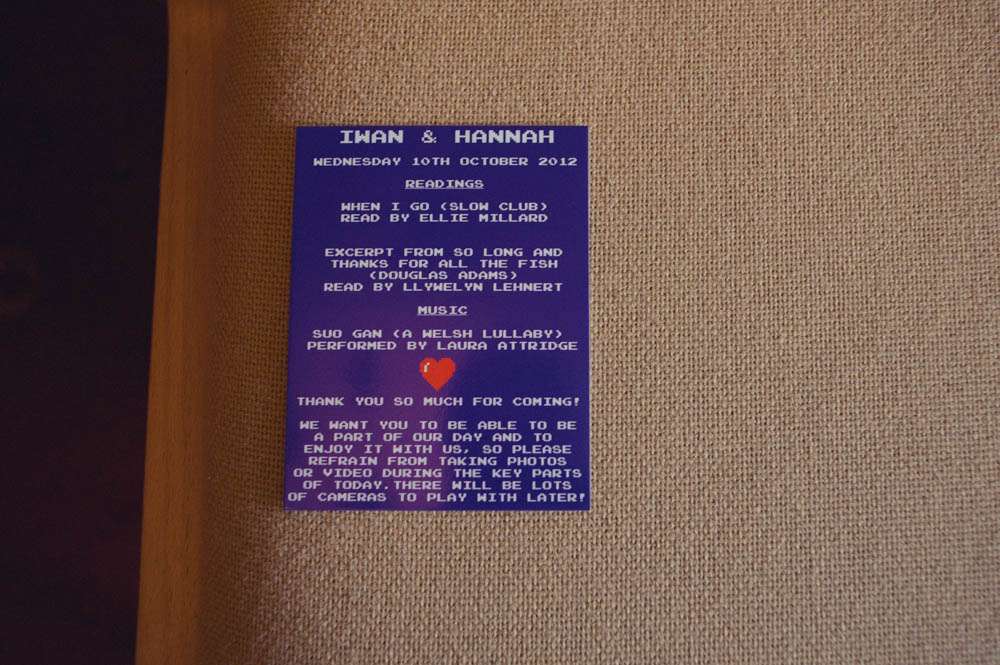 IWAN & HANNAH
WEDNESDAY 10TH OCTOBER 2012
READINGS
WHEN I GO (SLOW CLUB)
READ BY ELLIE MILLARD
EXCERPT FROM SO LONG AND
THANKS FOR ALL THE FISH
(DOUGLAS ADAMS)
READ BY LLYWELYN LEHNERT
MUSIC
SUO GAN (A WELSH LULLABY)
PERFORMED BY LAURA ATTRIDGE
THANK YOU SO MUCH FOR COMING!
WE WANT YOU TO BE ABLE TO BE
A PART OF OUR DAY AND TO
ENJOY IT WITH US, SO PLEASE
REFRAIN FROM TAKING PHOTOS
OR VIDEO DURING THE KEY PARTS
OF TODAY.THERE WILL BE LOTS
OF CAMERAS TO PLAY WITH LATER!